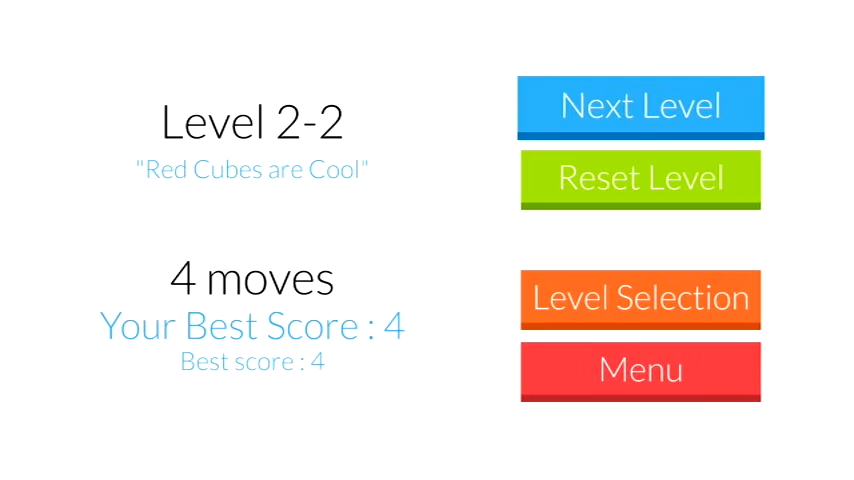 Level 2-2
"Red Cubes are Cool"
4 moves
Your Best Score : 4
Best score : 4
Next Level
Reset Level
Level Selection
Menu